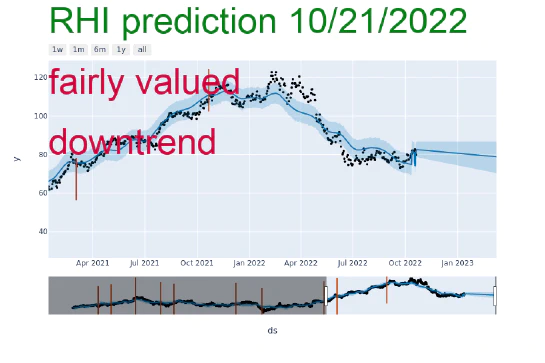 RHI prediction 10/21/2022
1w 1m 6m 1y all
fairly valued
downtrend
120
100
80
60
40
y
Apr 2021 Jul 2021 Oct 2021 Jan 2022 Apr 2022 Jul 2022 Oct 2022 Jan 2023
ds